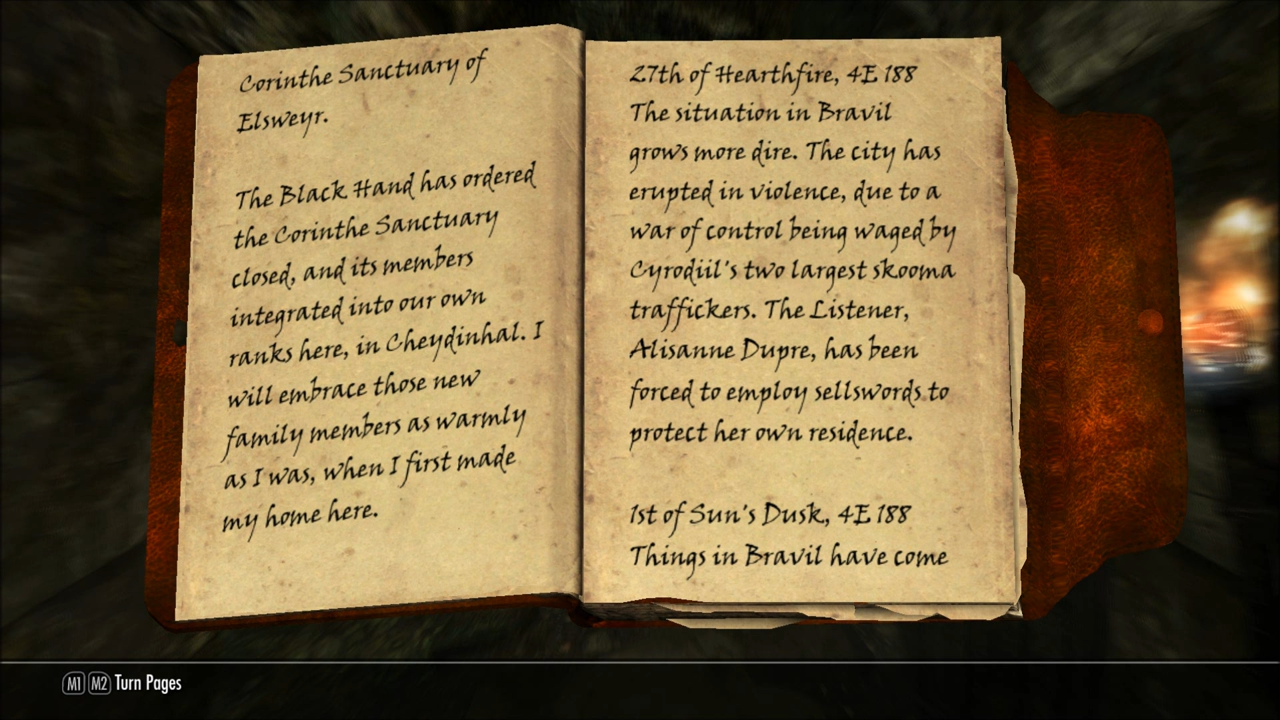 Corinthe Sanctuary of
Elsweyr.
The Black Hand has ordered
the Corinthe Sanctuary
closed, and its members
integrated into our own
ranks here, in Cheydinhal. I
will embrace those new
family members as warmly
as I was, when I first made
my home here.
27th of Hearthfire, 4E 188
The situation in Bravil
grows more dire. The city has
erupted in violence, due to a
war of control being waged by
Cyrodiil's two largest skooma
traffickers. The Listener,
Alisanne Dupre, has been
forced to employ sellswords to
protect her own residence.
1st of Sun's Dusk, 4E 188
Things in Bravil have come
M1 M2 Turn Pages